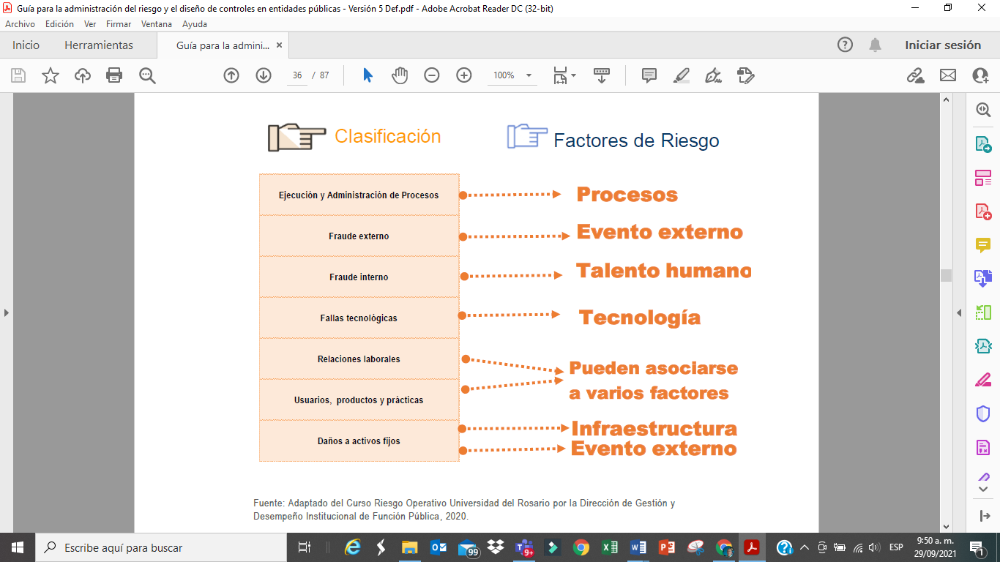 Guía para la administración del riesgo y el diseño de controles en entidades públicas - Versión 5 Def.pdf - Adobe Acrobat Reader DC (32-bit)
Archivo Edición Ver Firmar Ventana Ayuda
Inicio Herramientas Guía para la admini... × Iniciar sesión
36 / 87 100%
Clasificación Factores de Riesgo
Ejecución y Administración de Procesos Procesos
Fraude externo Evento externo
Fraude interno Talento humano
Fallas tecnológicas Tecnología
Relaciones laborales Pueden asociarse
Usuarios, productos y prácticas a varios factores
Daños a activos fijos Infraestructura
Evento externo
Fuente: Adaptado del Curso Riesgo Operativo Universidad del Rosario por la Dirección de Gestión y
Desempeño Institucional de Función Pública, 2020.
Escribe aquí para buscar 99 9+ ESP 9:50 a. m.
29/09/2021 1